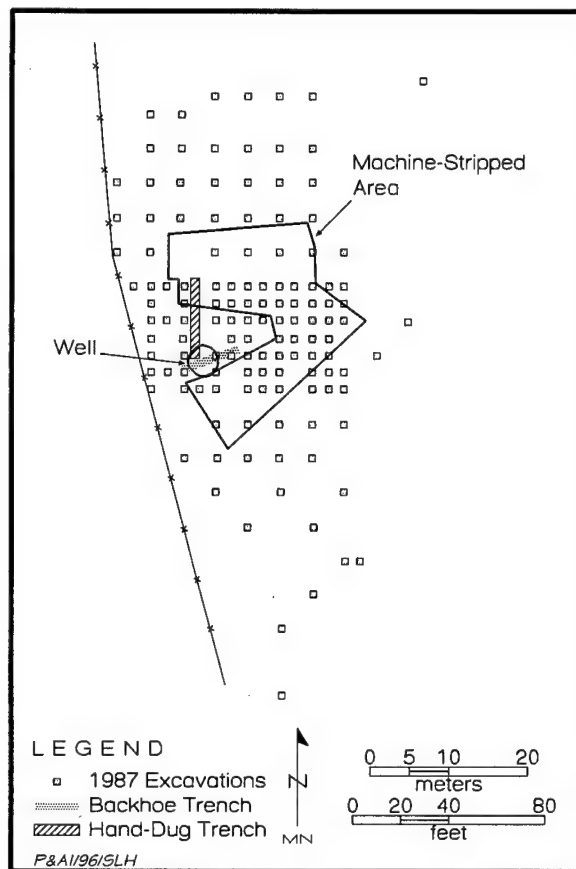 Machine-Stripped
Area
Well
LEGEND
1987 Excavations
Backhoe Trench
Hand-Dug Trench
N
MN
0 5 10 20
meters
0 20 40 80
feet
P&AI/96/SLH